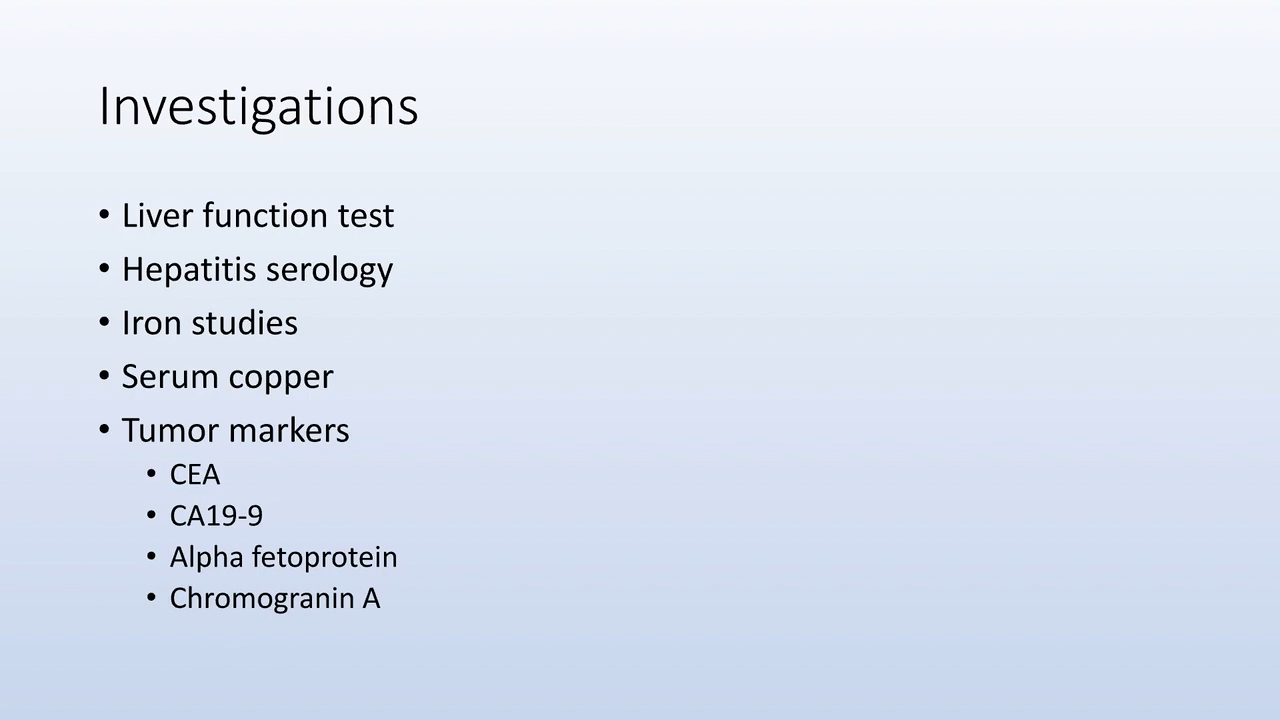 Investigations
• Liver function test
• Hepatitis serology
• Iron studies
• Serum copper
• Tumor markers
• CEA
• CA19-9
• Alpha fetoprotein
• Chromogranin A